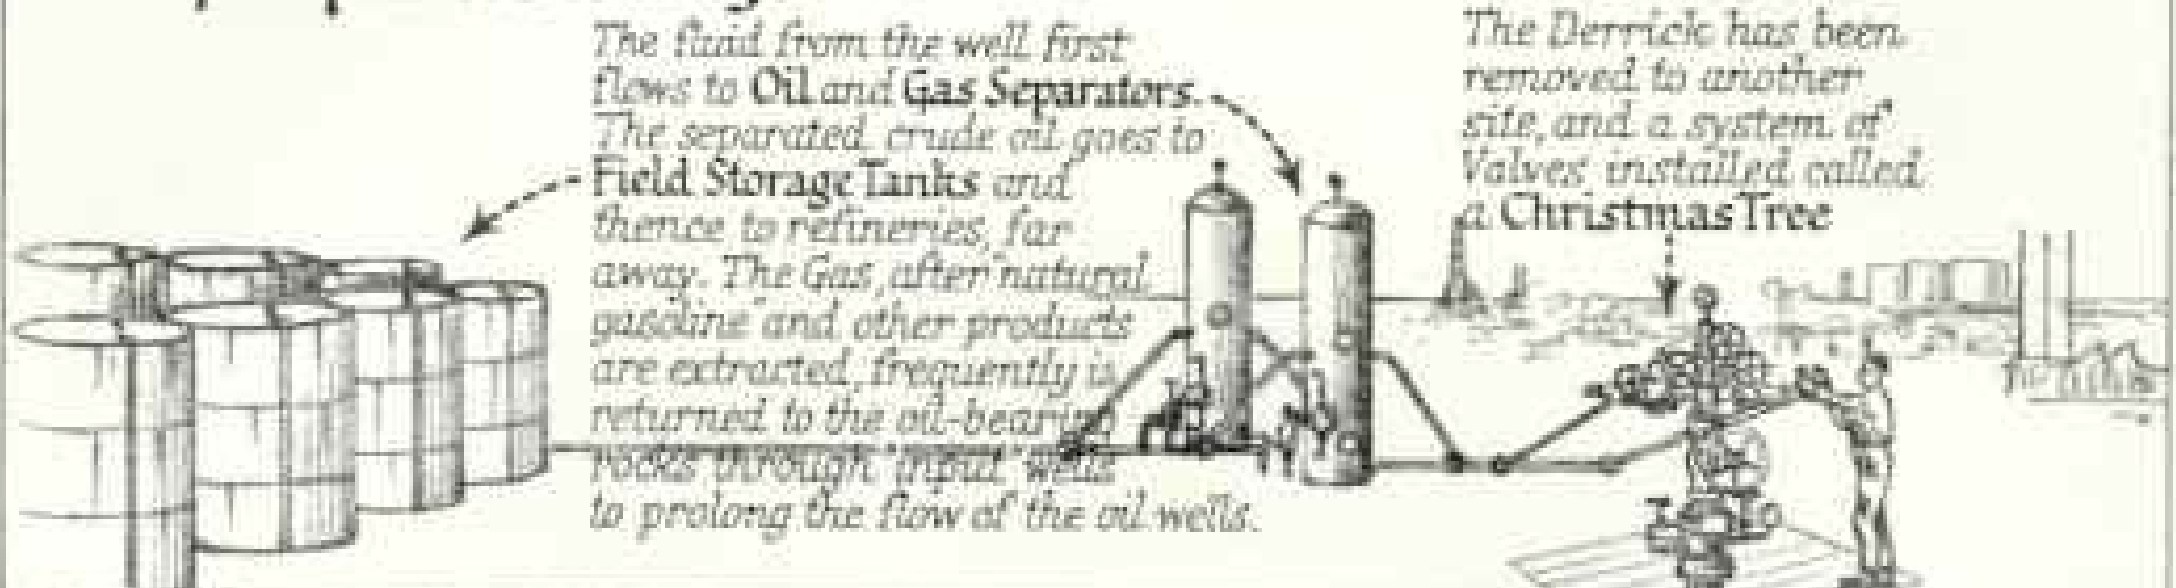 The fluid from the well first
flows to Oil and Gas Separators.
The separated crude oil goes to
Field Storage Tanks and
thence to refineries, far
away. The Gas, after "natural
gasoline" and other products
are extracted, frequently is
returned to the oil-bearing
rocks through "input" wells
to prolong the flow of the oil wells.
The Derrick has been
removed to another
site, and a system of
Valves installed called
a Christmas Tree